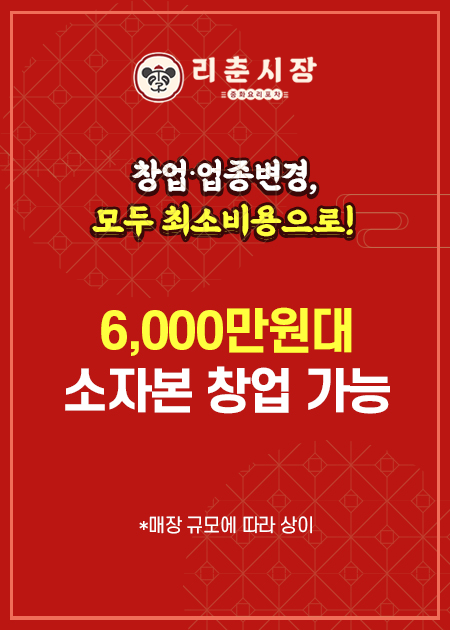 리춘시장
중화요리포차
창업·업종변경,
모두 최소비용으로!
6,000만원대
소자본 창업 가능
*매장 규모에 따라 상이